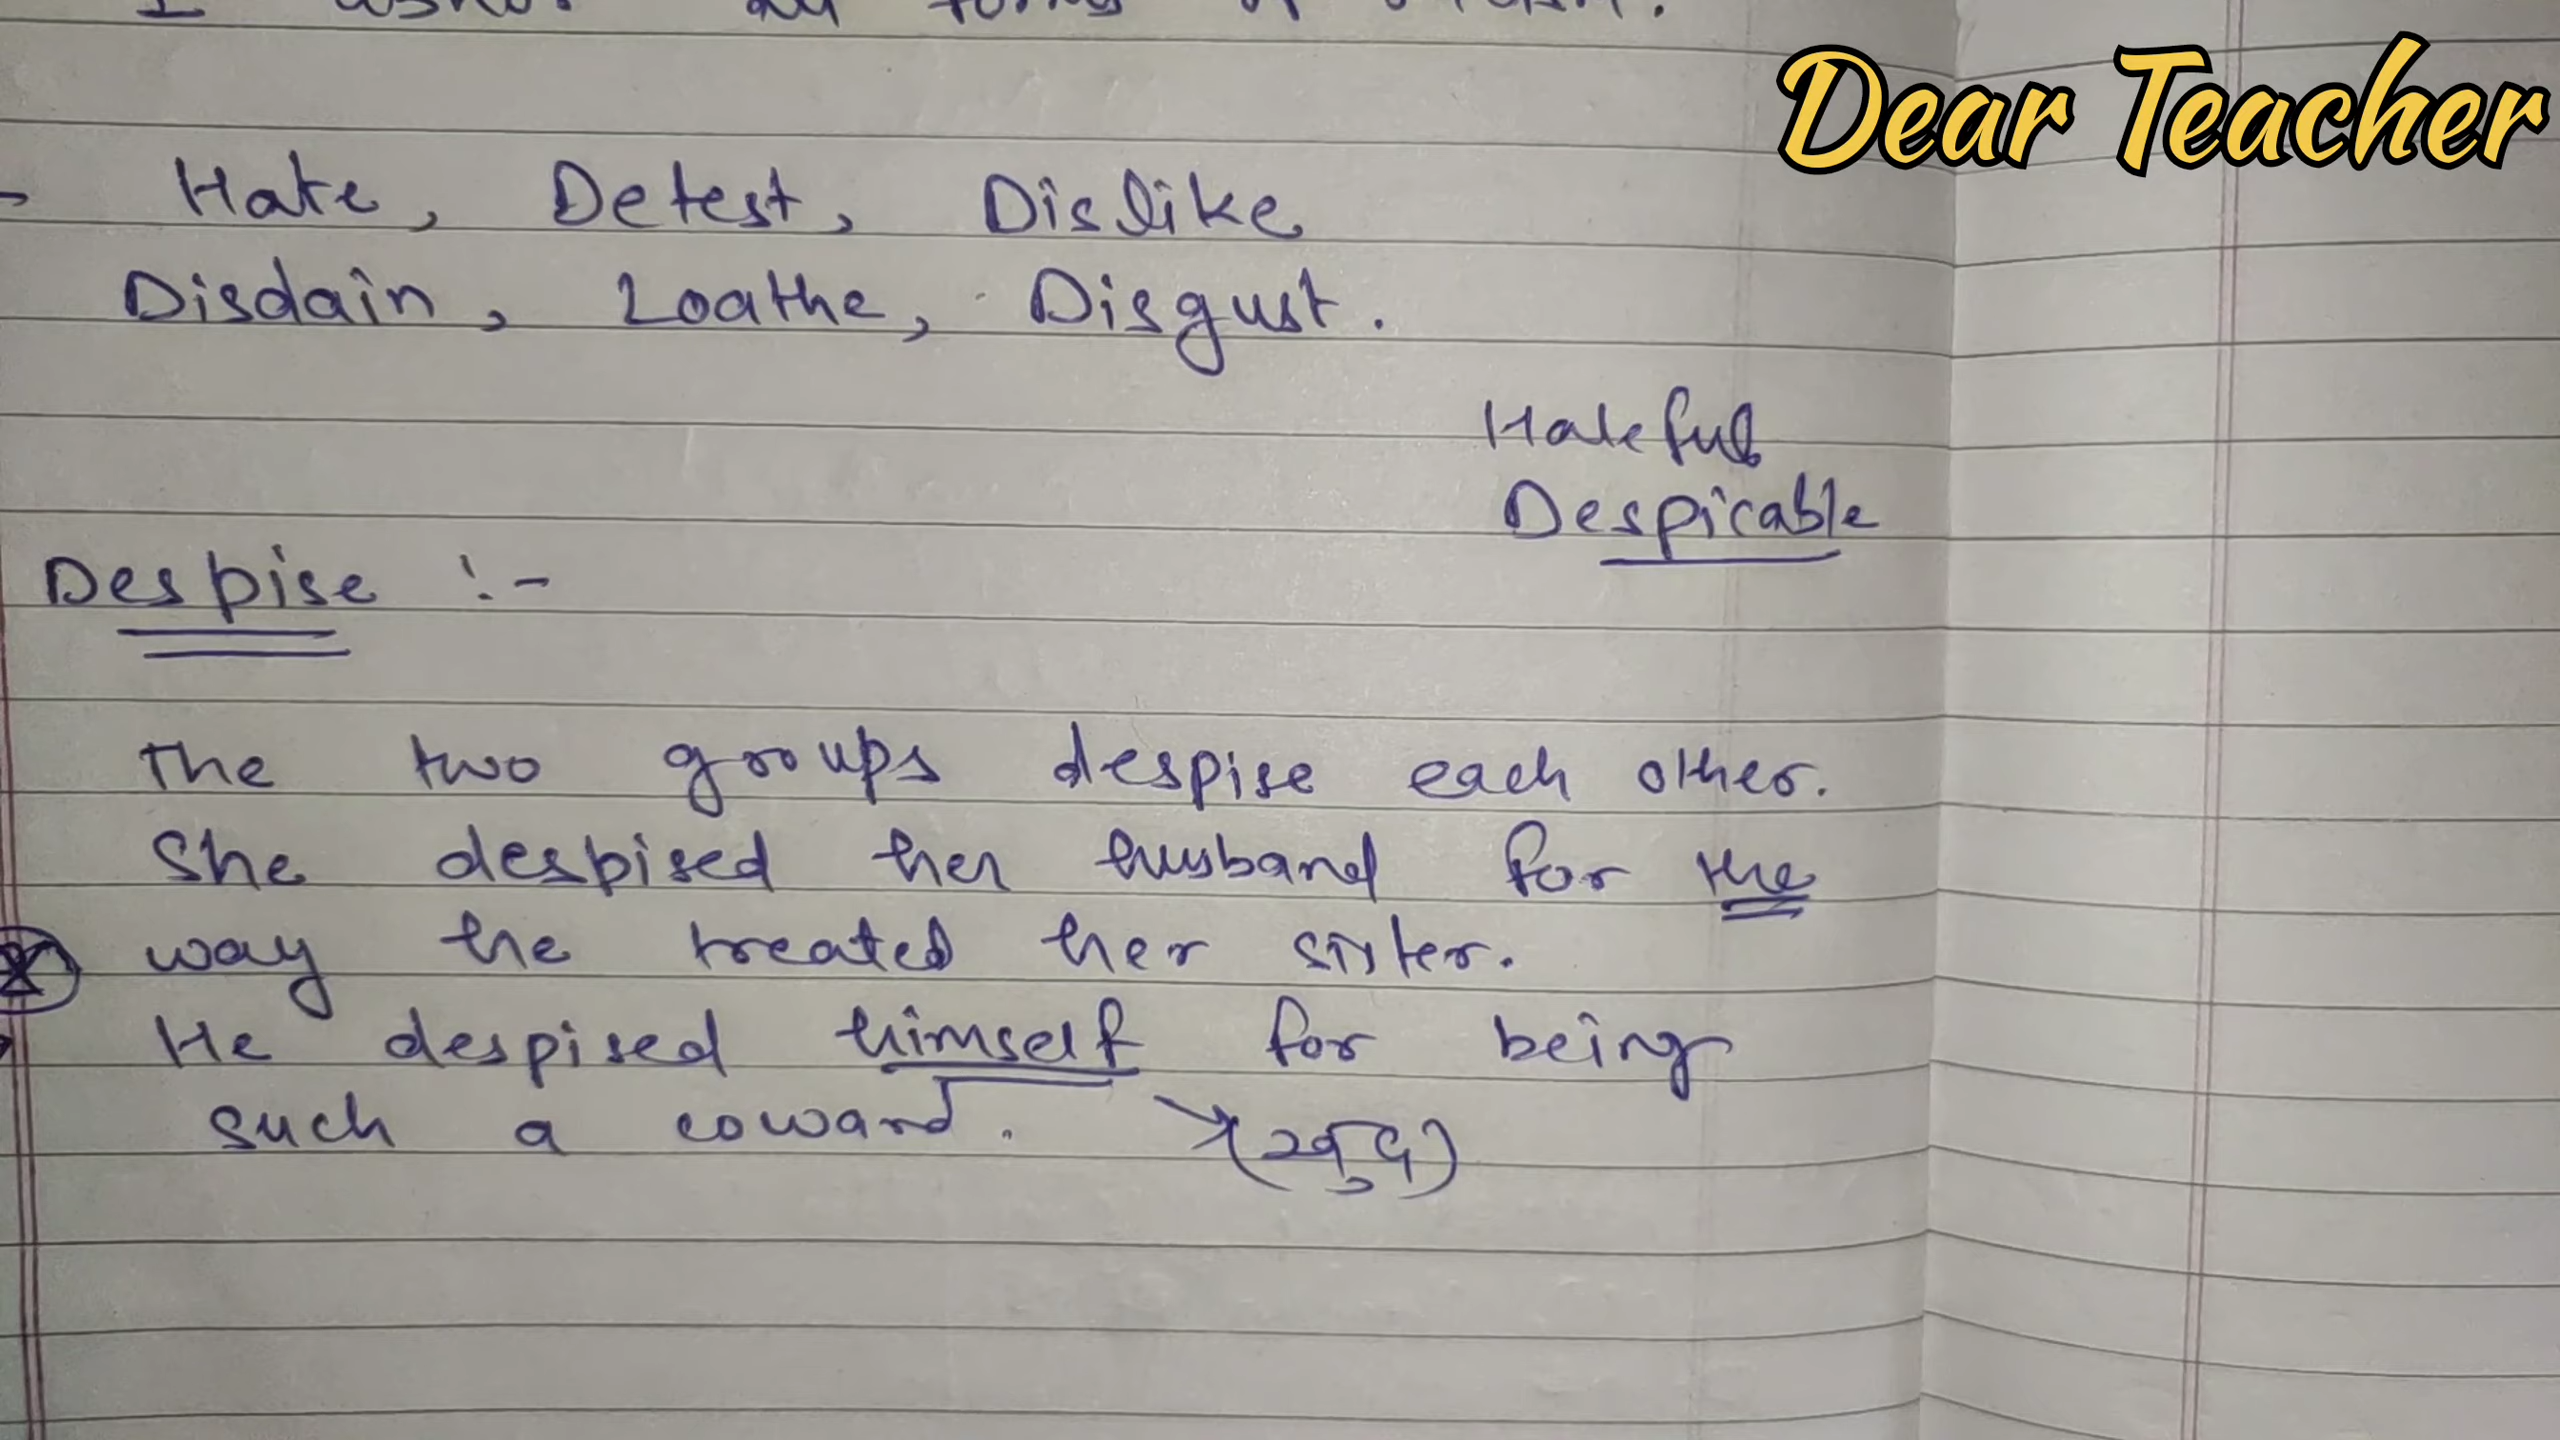 Dear Teacher
- Hate, Detest, Dislike
Disdain, Loathe, Disgust.
Hateful
Despicable
Despise :-
The two groups despise each other.
She despised her husband for the
way he treated her sister.
He despised himself for being
such a coward.
(खुद)